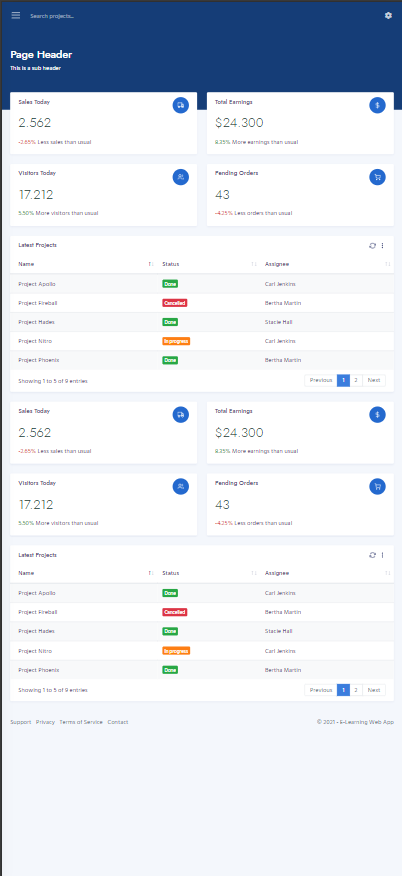 Search projects...
Page Header
This is a sub header
Sales Today
Total Earnings
2.562
$24.300
-2.65% Less sales than usual
8.35% More earnings than usual
Visitors Today
Pending Orders
17.212
43
5.50% More visitors than usual
-4.25% Less orders than usual
Latest Projects
Name Status Assignee
Project Apollo Done Carl Jenkins
Project Fireball Cancelled Bertha Martin
Project Hades Done Stacie Hall
Project Nitro In progress Carl Jenkins
Project Phoenix Done Bertha Martin
Showing 1 to 5 of 9 entries Previous 1 2 Next
Sales Today
Total Earnings
2.562
$24.300
-2.65% Less sales than usual
8.35% More earnings than usual
Visitors Today
Pending Orders
17.212
43
5.50% More visitors than usual
-4.25% Less orders than usual
Latest Projects
Name Status Assignee
Project Apollo Done Carl Jenkins
Project Fireball Cancelled Bertha Martin
Project Hades Done Stacie Hall
Project Nitro In progress Carl Jenkins
Project Phoenix Done Bertha Martin
Showing 1 to 5 of 9 entries Previous 1 2 Next
Support Privacy Terms of Service Contact © 2021 - E-Learning Web App